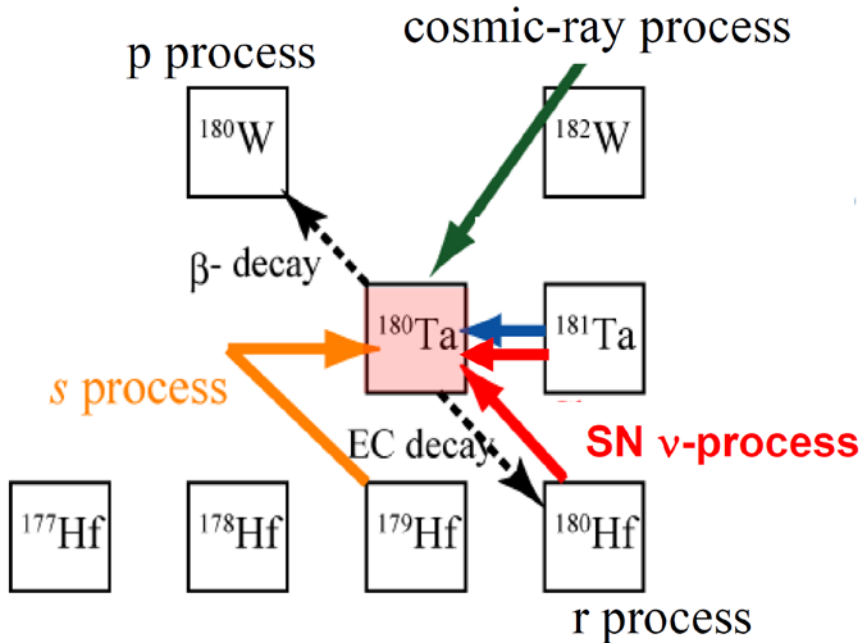 cosmic-ray process
p process
¹⁸⁰W
¹⁸²W
β- decay
¹⁸⁰Ta
¹⁸¹Ta
s process
EC decay
SN ν-process
¹⁷⁷Hf
¹⁷⁸Hf
¹⁷⁹Hf
¹⁸⁰Hf
r process